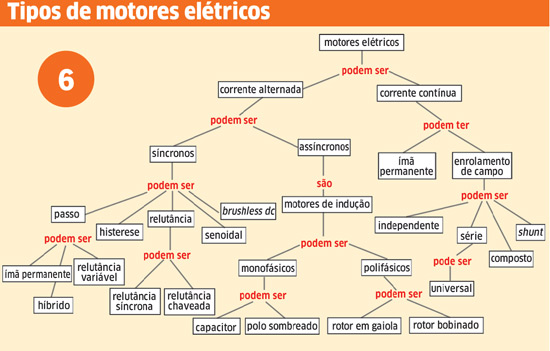 Tipos de motores elétricos
6
motores elétricos
podem ser
corrente alternada
corrente contínua
podem ser
podem ter
síncronos
assíncronos
ímã
permanente
enrolamento
de campo
podem ser
são
podem ser
passo
histerese
relutância
senoidal
brushless dc
motores de indução
independente
série
composto
shunt
podem ser
podem ser
podem ser
pode ser
ímã permanente
híbrido
relutância
variável
relutância
síncrona
relutância
chaveada
monofásicos
polifásicos
universal
podem ser
podem ser
capacitor
polo sombreado
rotor em gaiola
rotor bobinado